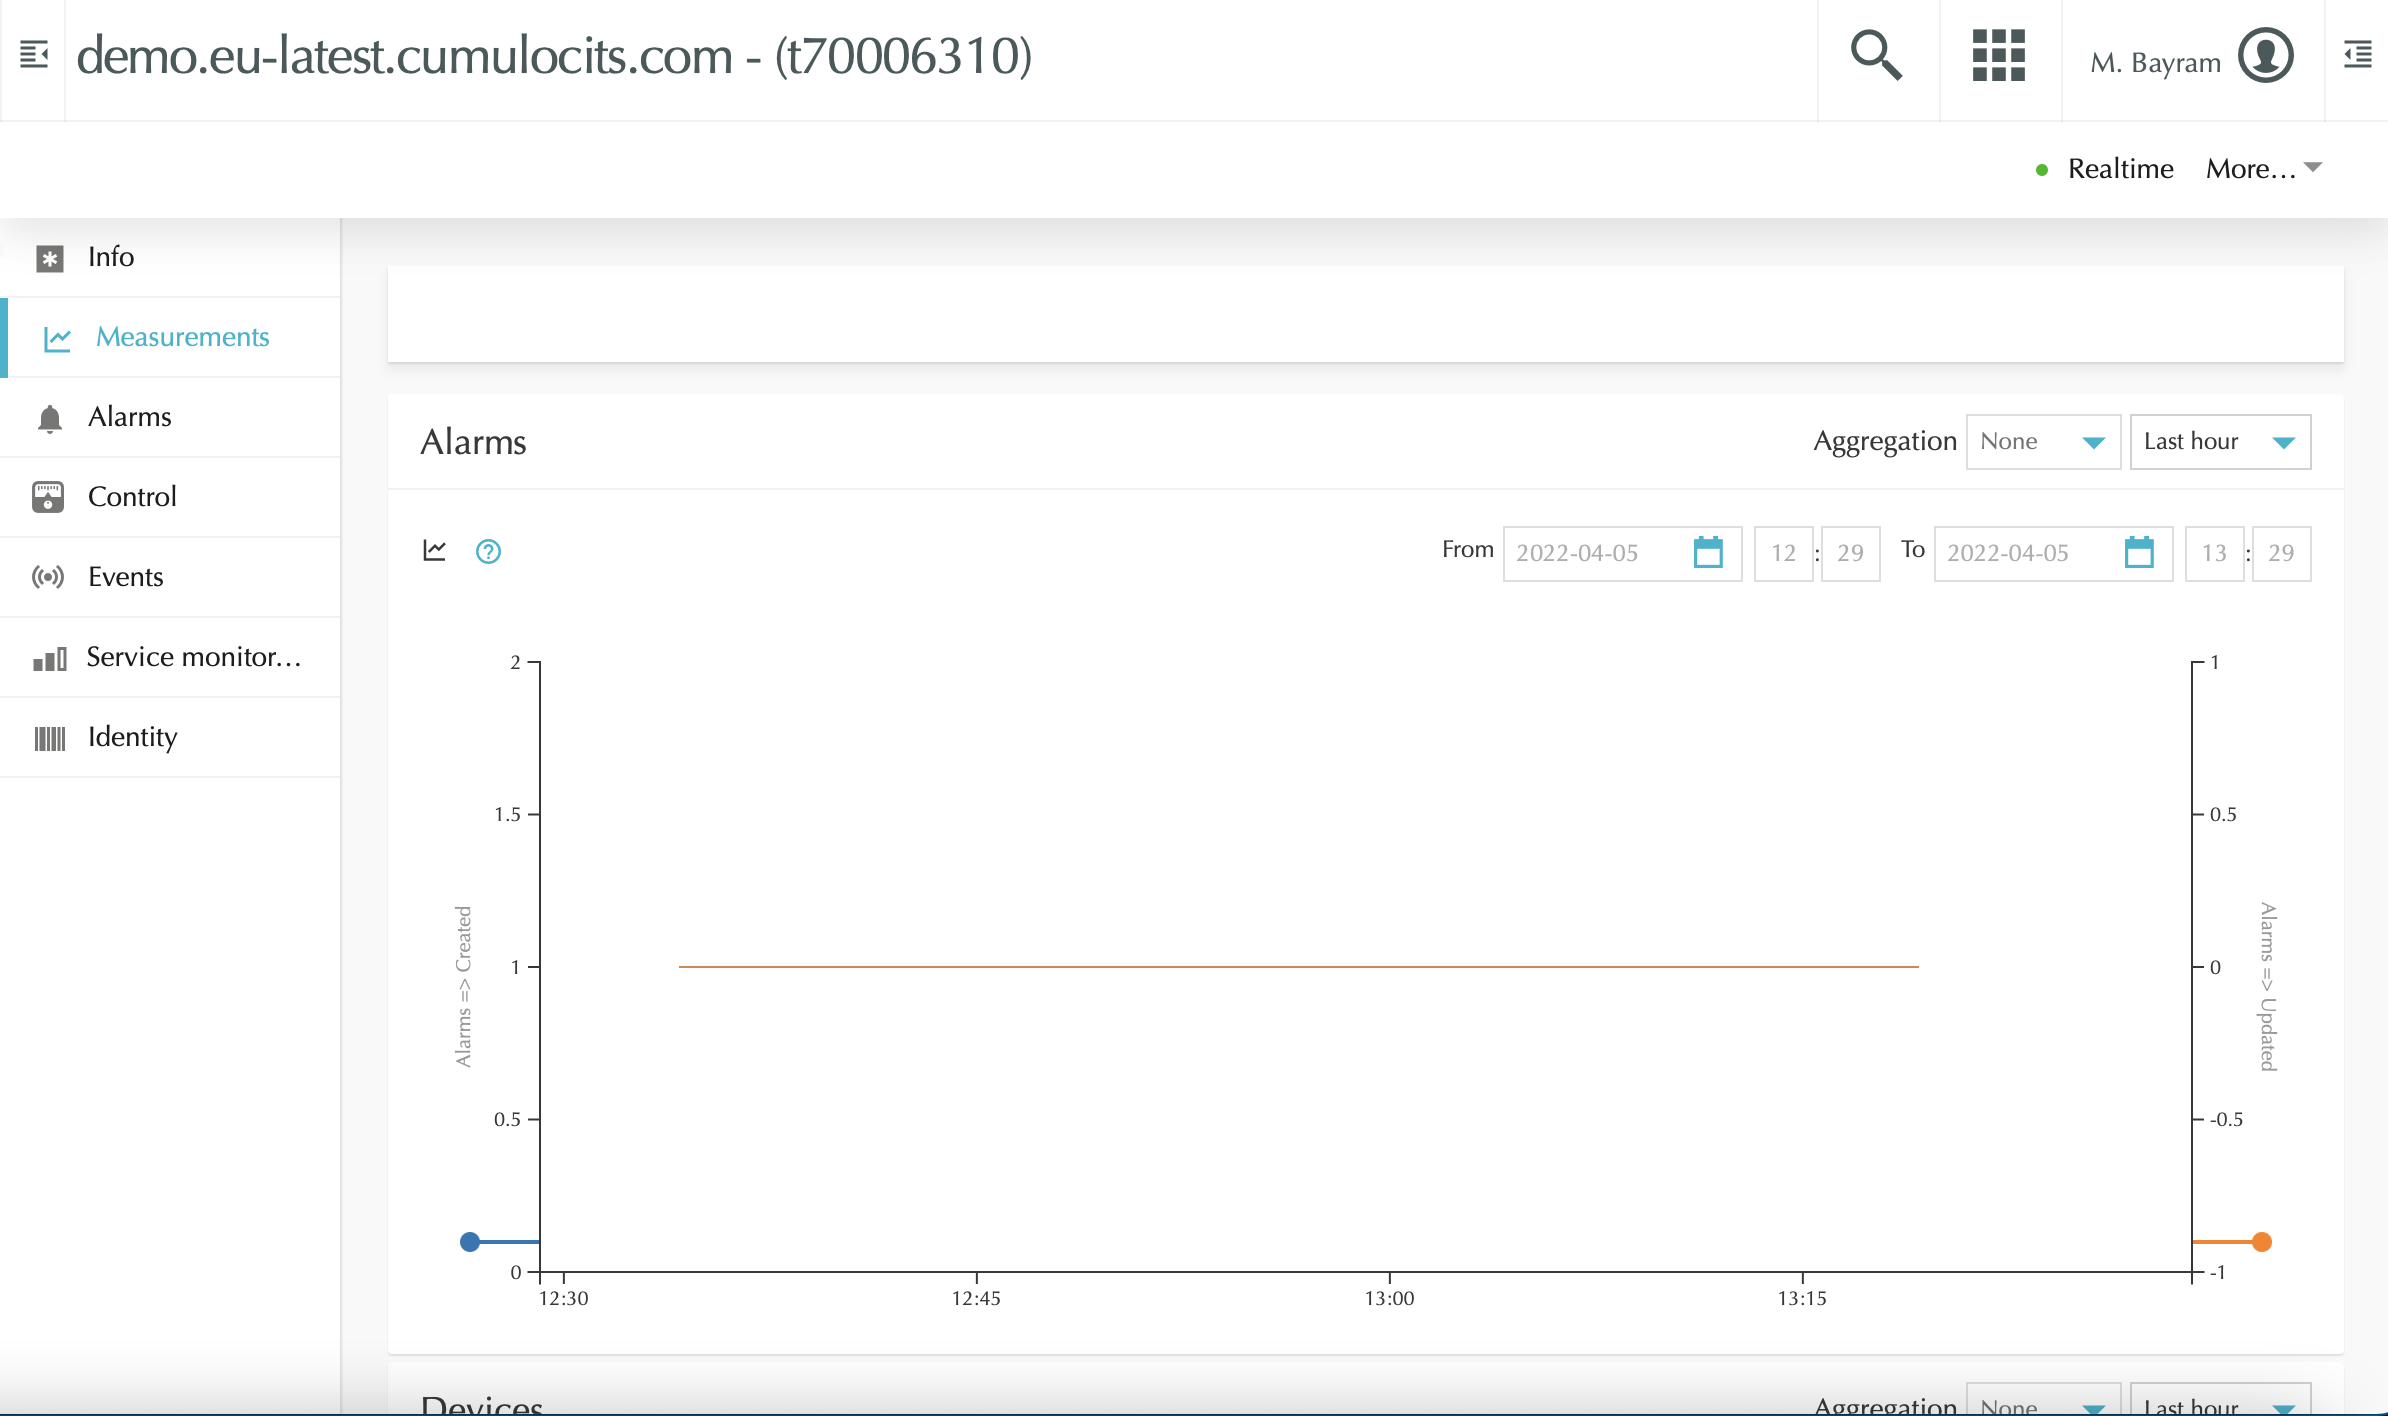 demo.eu-latest.cumulocits.com - (t70006310)
M. Bayram
Realtime More...
Info
Measurements
Alarms
Control
Events
Service monitor...
Identity
Alarms
Aggregation None Last hour
From 2022-04-05 12 : 29 To 2022-04-05 13 : 29
2
1.5
1
0.5
0
Alarms => Created
1
0.5
0
-0.5
-1
Alarms => Updated
12:30 12:45 13:00 13:15
Devices
Aggregation None Last hour